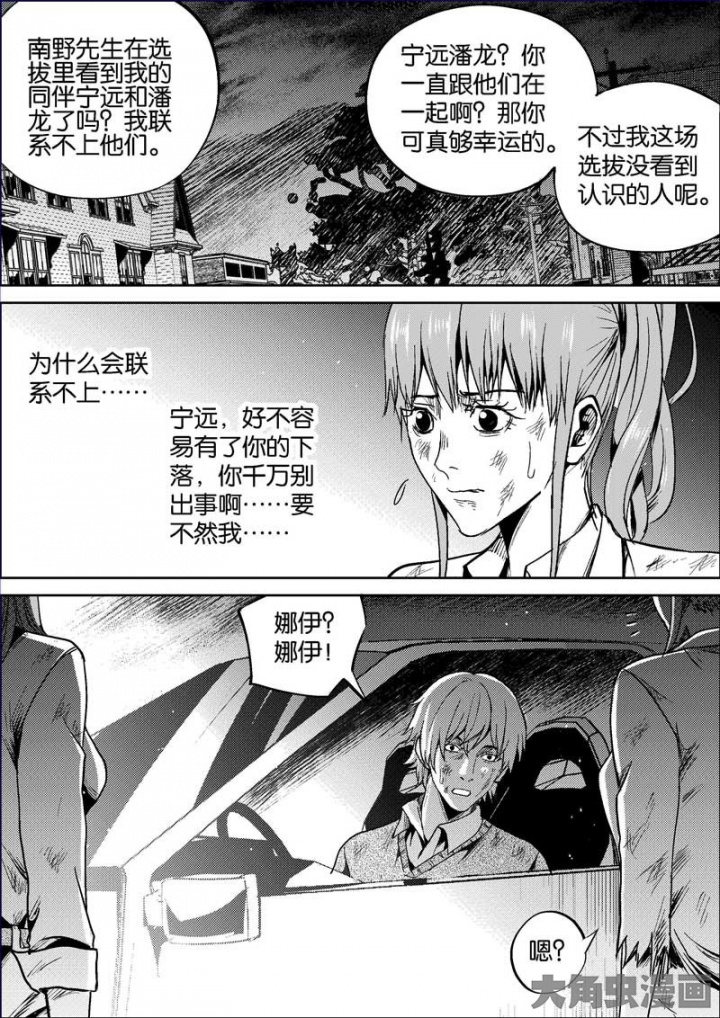 南野先生在选
拔里看到我的
同伴宁远和潘
龙了吗？我联
系不上他们。
宁远潘龙？你
一直跟他们在
一起啊？那你
可真够幸运的。
不过我这场
选拔没看到
认识的人呢。
为什么会联
系不上……
宁远，好不容
易有了你的下
落，你千万别
出事啊……要
不然我……
娜伊？
娜伊！
嗯？
大角虫漫画